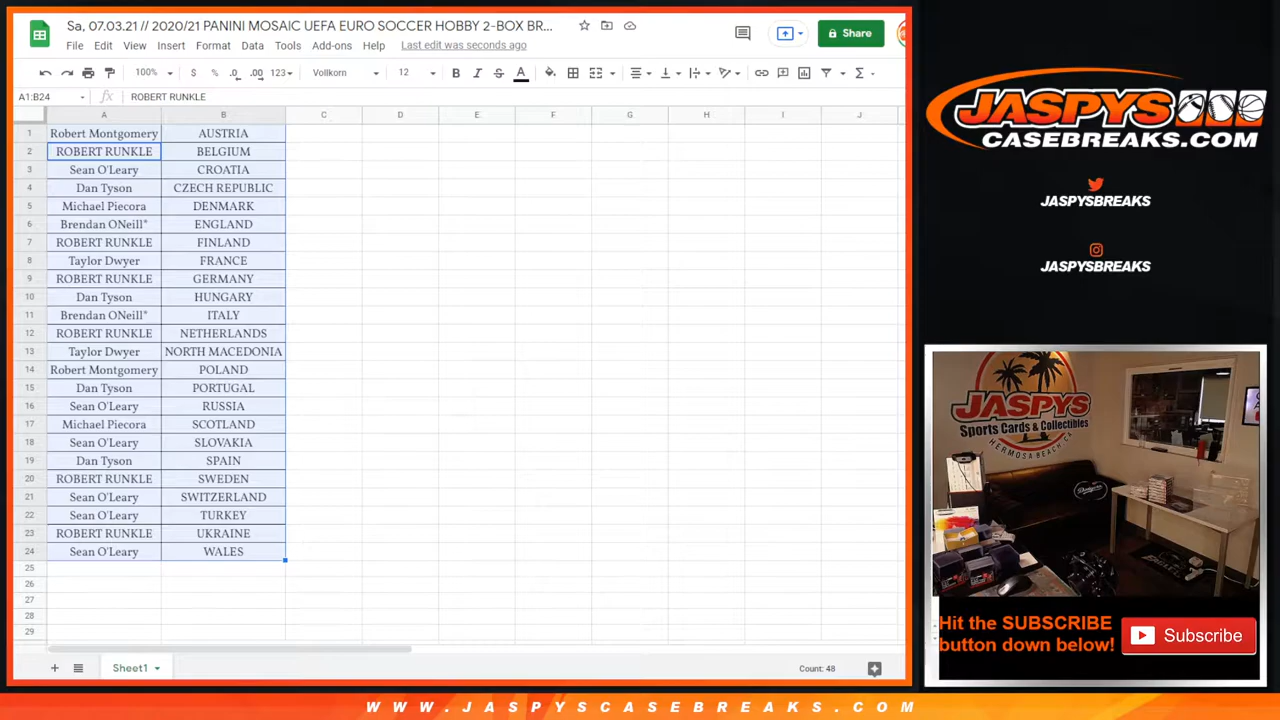 Sa, 07.03.21 // 2020/21 PANINI MOSAIC UEFA EURO SOCCER HOBBY 2-BOX BR...
File Edit View Insert Format Data Tools Add-ons Help Last edit was seconds ago
Share
100% $ % .0 .00 123 Vollkorn 12 B I S A
A1:B24 fx ROBERT RUNKLE
A B C D E F G H I J
1 Robert Montgomery AUSTRIA
2 ROBERT RUNKLE BELGIUM
3 Sean O'Leary CROATIA
4 Dan Tyson CZECH REPUBLIC
5 Michael Piecora DENMARK
6 Brendan ONeill* ENGLAND
7 ROBERT RUNKLE FINLAND
8 Taylor Dwyer FRANCE
9 ROBERT RUNKLE GERMANY
10 Dan Tyson HUNGARY
11 Brendan ONeill* ITALY
12 ROBERT RUNKLE NETHERLANDS
13 Taylor Dwyer NORTH MACEDONIA
14 Robert Montgomery POLAND
15 Dan Tyson PORTUGAL
16 Sean O'Leary RUSSIA
17 Michael Piecora SCOTLAND
18 Sean O'Leary SLOVAKIA
19 Dan Tyson SPAIN
20 ROBERT RUNKLE SWEDEN
21 Sean O'Leary SWITZERLAND
22 Sean O'Leary TURKEY
23 ROBERT RUNKLE UKRAINE
24 Sean O'Leary WALES
25
26
27
28
29
Sheet1
Count: 48
JASPYS
CASEBREAKS.COM
JASPYSBREAKS
JASPYSBREAKS
JASPYS
Sports Cards & Collectibles
HERMOSA BEACH CA
Dodgers
Hit the SUBSCRIBE
button down below!
Subscribe
WWW.JASPYSCASEBREAKS.COM